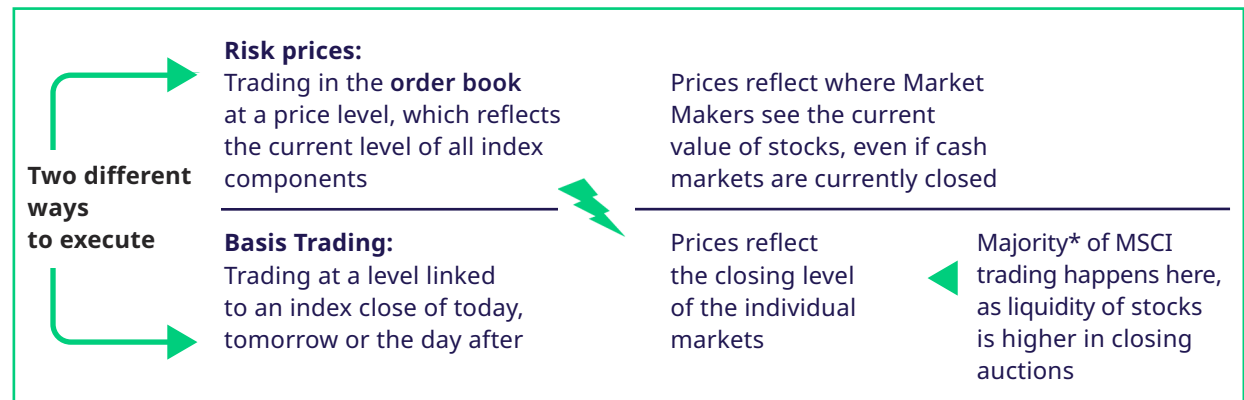 Two different
ways
to execute
Risk prices:
Trading in the order book
at a price level, which reflects
the current level of all index
components
Prices reflect where Market
Makers see the current
value of stocks, even if cash
markets are currently closed
Basis Trading:
Trading at a level linked
to an index close of today,
tomorrow or the day after
Prices reflect
the closing level
of the individual
markets
Majority* of MSCI
trading happens here,
as liquidity of stocks
is higher in closing
auctions